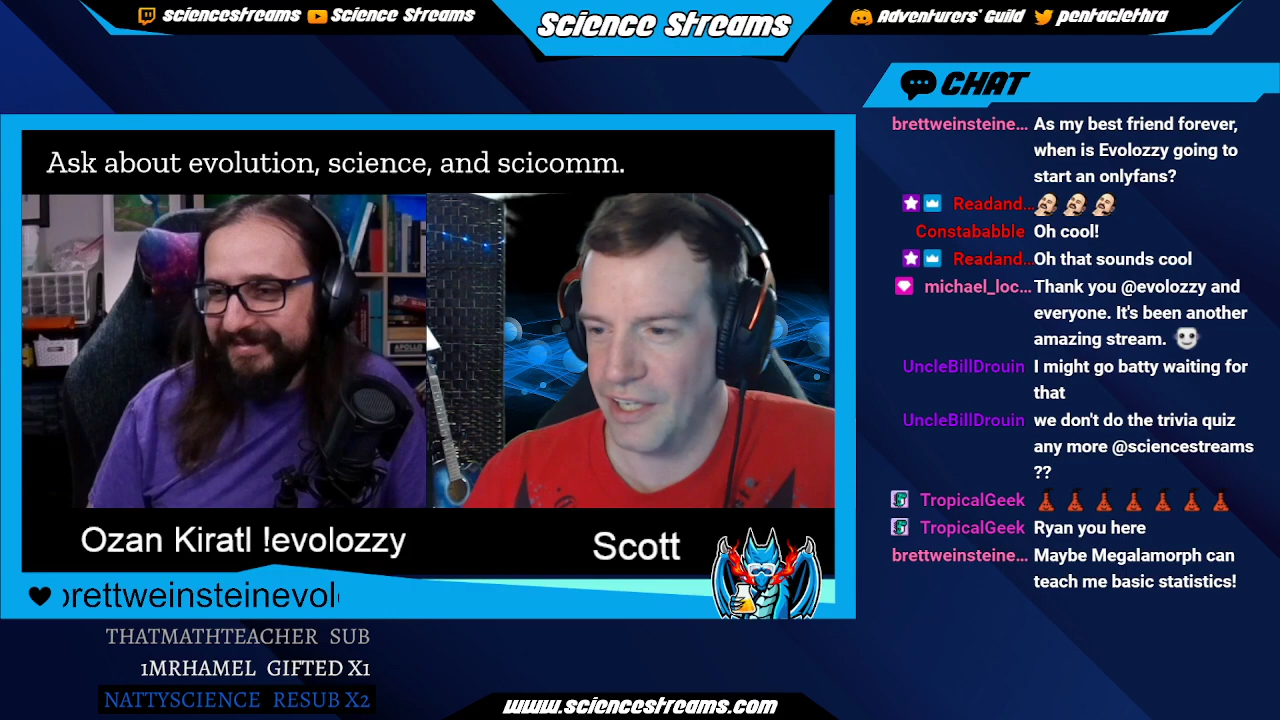 sciencestreams Science Streams
Science Streams
Adventurers' Guild pentaclethra
CHAT
Ask about evolution, science, and scicomm.
APOLLO
Ozan Kiratl !evolozzy
Scott
brettweinsteinevol
THATMATHTEACHER SUB
1MRHAMEL GIFTED X1
NATTYSCIENCE RESUB X2
brettweinsteine... As my best friend forever,
when is Evolozzy going to
start an onlyfans?
Readand...
Constababble Oh cool!
Readand... Oh that sounds cool
michael_loc... Thank you @evolozzy and
everyone. It's been another
amazing stream.
UncleBillDrouin I might go batty waiting for
that
UncleBillDrouin we don't do the trivia quiz
any more @sciencestreams
??
TropicalGeek
TropicalGeek Ryan you here
brettweinsteine... Maybe Megalamorph can
teach me basic statistics!
www.sciencestreams.com